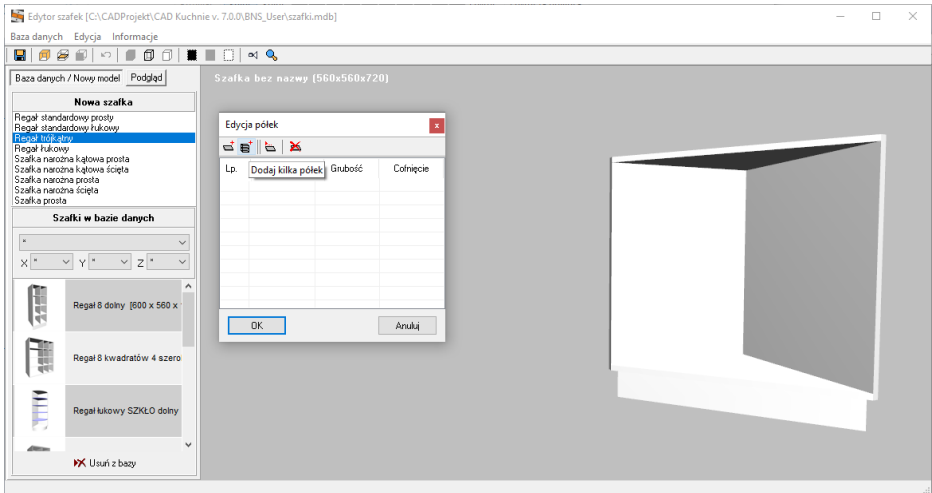 Edytor szafek [C:\CADProjekt\CAD Kuchnie v. 7.0.0\BNS_User\szafki.mdb]
Baza danych Edycja Informacje
Baza danych / Nowy model Podgląd
Szafka bez nazwy (560x560x720)
Nowa szafka
Regał standardowy prosty
Regał standardowy łukowy
Regał trójkątny
Regał łukowy
Szafka narożna kątowa prosta
Szafka narożna kątowa ścięta
Szafka narożna prosta
Szafka narożna ścięta
Szafka prosta
Szafki w bazie danych
*
X * Y * Z *
Regał 8 dolny [600 x 560 x
Regał 8 kwadratów 4 szero
Regał łukowy SZKŁO dolny
Usuń z bazy
Edycja półek
Lp. Dodaj kilka półek Grubość Cofnięcie
OK Anuluj